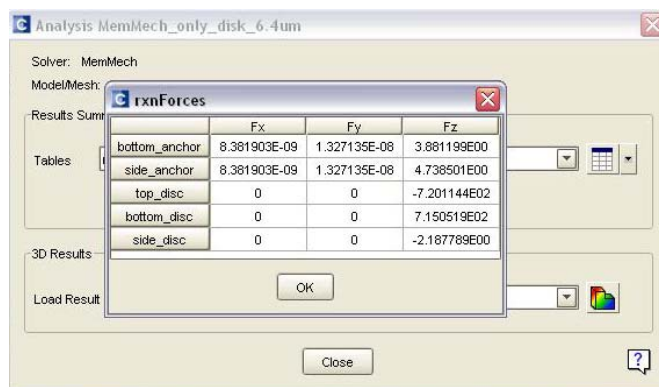 Analysis MemMech_only_disk_6.4um
Solver: MemMech
Model/Mesh:
rxnForces
Results Summ
Fx Fy Fz
bottom_anchor 8.381903E-09 1.327135E-08 3.881199E00
Tables
side_anchor 8.381903E-09 1.327135E-08 4.738501E00
top_disc 0 0 -7.201144E02
bottom_disc 0 0 7.150519E02
side_disc 0 0 -2.187789E00
3D Results
OK
Load Result
Close